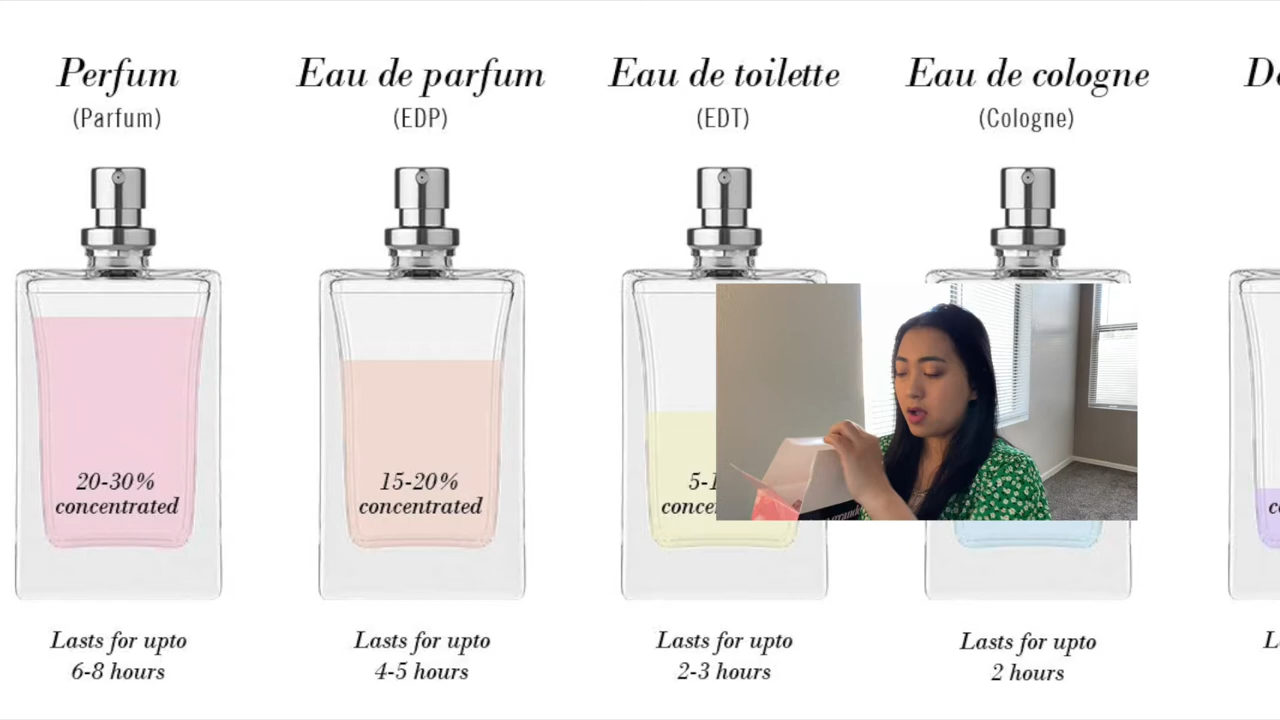 Perfum
(Parfum)
20-30%
concentrated
Lasts for upto
6-8 hours
Eau de parfum
(EDP)
15-20%
concentrated
Lasts for upto
4-5 hours
Eau de toilette
(EDT)
Lasts for upto
2-3 hours
Eau de cologne
(Cologne)
Lasts for upto
2 hours